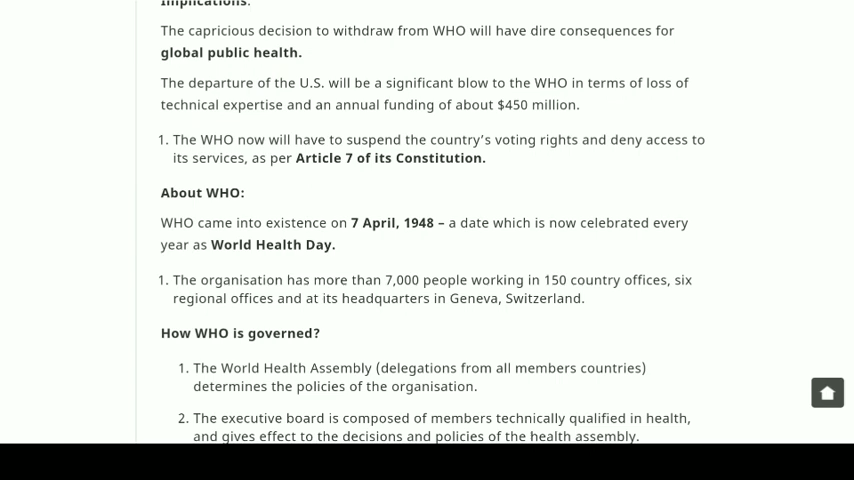 Implications:
The capricious decision to withdraw from WHO will have dire consequences for
global public health.
The departure of the U.S. will be a significant blow to the WHO in terms of loss of
technical expertise and an annual funding of about $450 million.
1. The WHO now will have to suspend the country’s voting rights and deny access to
its services, as per Article 7 of its Constitution.
About WHO:
WHO came into existence on 7 April, 1948 – a date which is now celebrated every
year as World Health Day.
1. The organisation has more than 7,000 people working in 150 country offices, six
regional offices and at its headquarters in Geneva, Switzerland.
How WHO is governed?
1. The World Health Assembly (delegations from all members countries)
determines the policies of the organisation.
2. The executive board is composed of members technically qualified in health,
and gives effect to the decisions and policies of the health assembly.